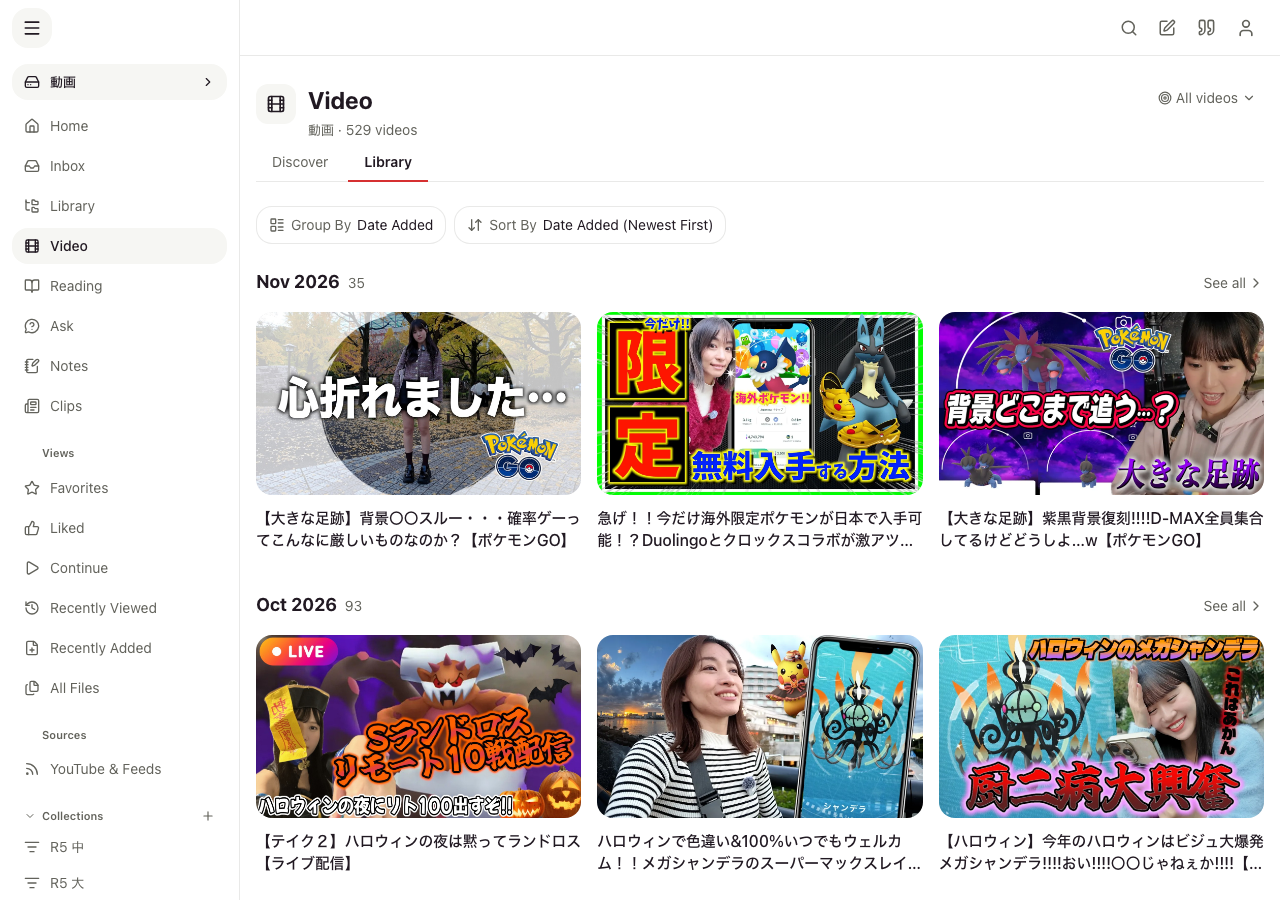 動画
Home
Inbox
Library
Video
Reading
Ask
Notes
Clips
Views
Favorites
Liked
Continue
Recently Viewed
Recently Added
All Files
Sources
YouTube & Feeds
Collections
R5 中
R5 大
Video
動画 · 529 videos
All videos
Discover
Library
Group By Date Added
Sort By Date Added (Newest First)
Nov 2026 35
See all
心折れました…
Pokémon GO
今だけ!!
限定
海外ポケモン!!
無料入手する方法
Pokémon GO
背景どこまで追う…?
大きな足跡
【大きな足跡】背景〇〇スルー・・・確率ゲーっ
てこんなに厳しいものなのか？【ポケモンGO】
急げ！！今だけ海外限定ポケモンが日本で入手可
能！？Duolingoとクロックスコラボが激アツ...
【大きな足跡】紫黒背景復刻!!!!D-MAX全員集合
してるけどどうしよ...w【ポケモンGO】
Oct 2026 93
See all
LIVE
Sランドロス
リモート10戦配信
ハロウィンの夜にリト100出すぞ!!
シャンデラ
ハロウィンのメガシャンデラ
これはあかん
厨二病大興奮
【テイク２】ハロウィンの夜は黙ってランドロス
【ライブ配信】
ハロウィンで色違い&100%いつでもウェルカ
ム！！メガシャンデラのスーパーマックスレイ...
【ハロウィン】今年のハロウィンはビジュ大爆発
メガシャンデラ!!!!おい!!!!〇〇じゃねぇか!!!!【...